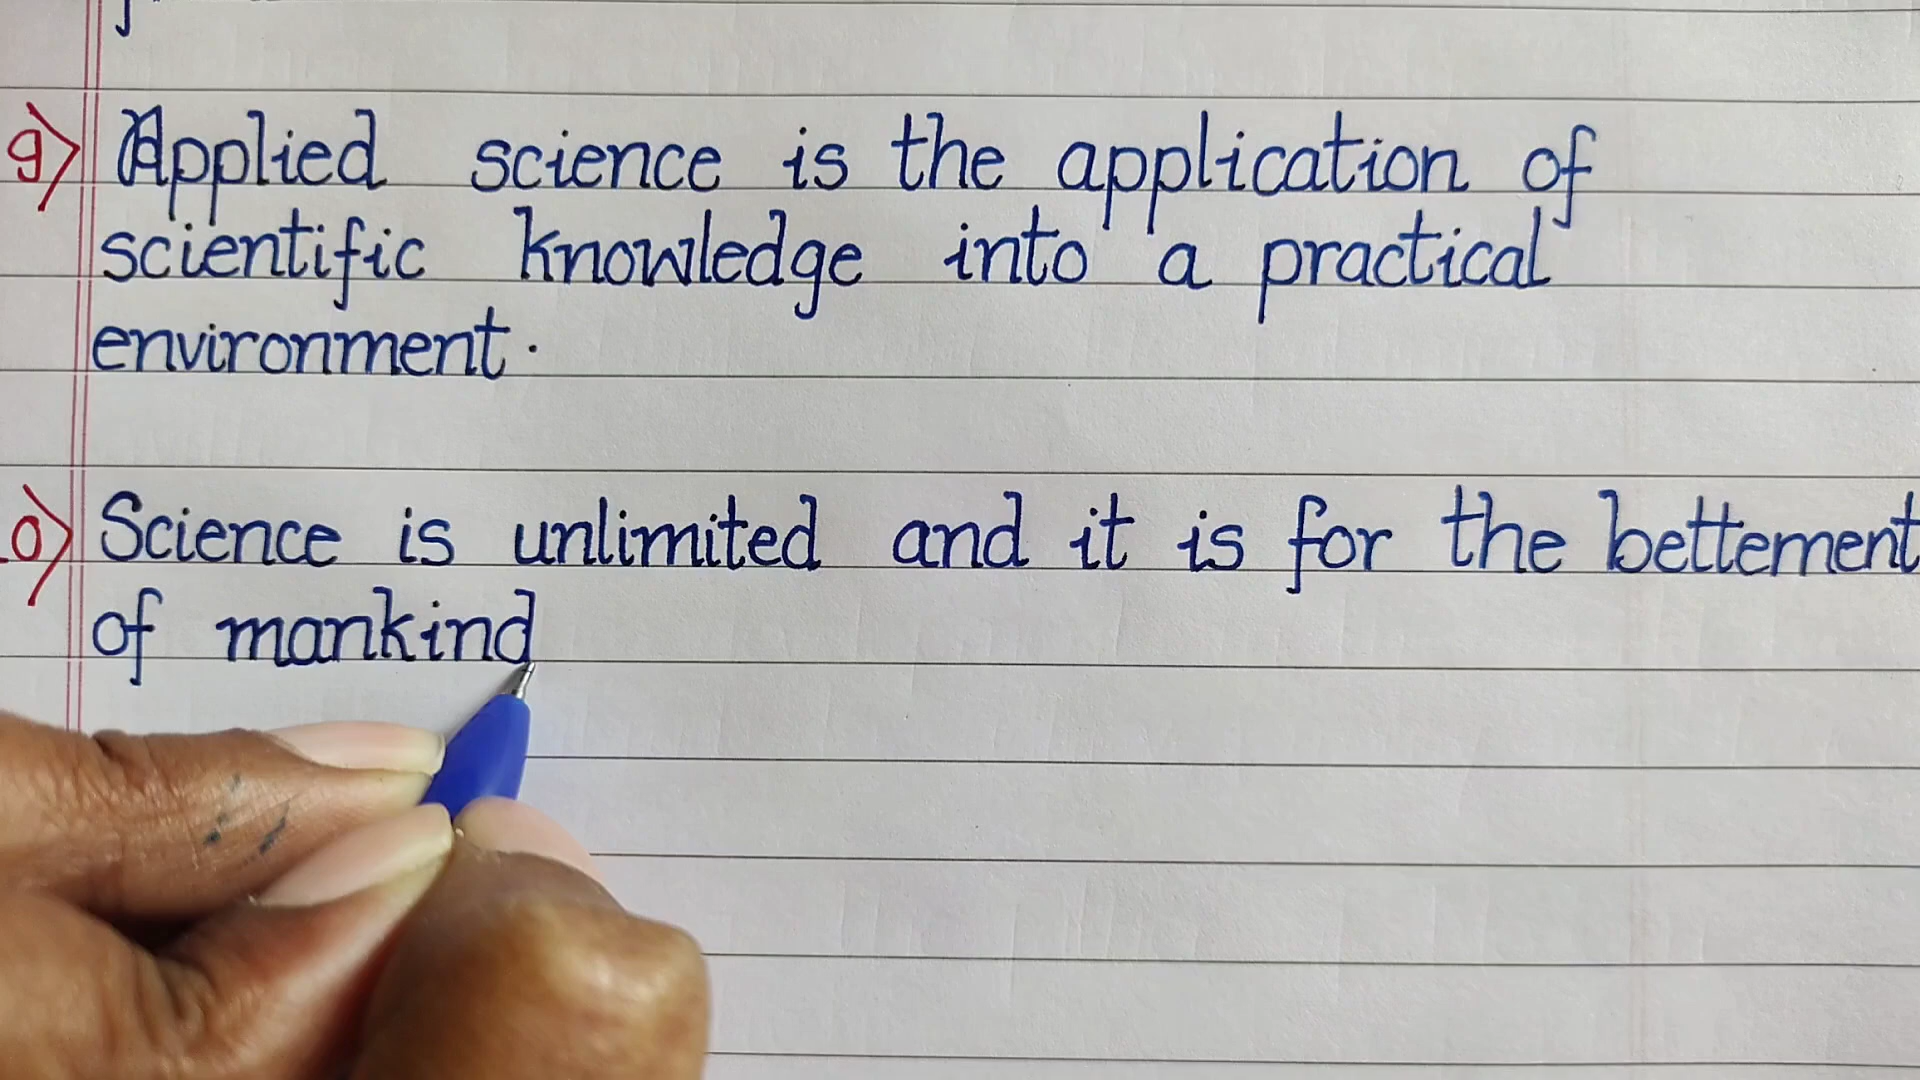 9) Applied science is the application of
scientific knowledge into a practical
environment.
0) Science is unlimited and it is for the bettement
of mankind